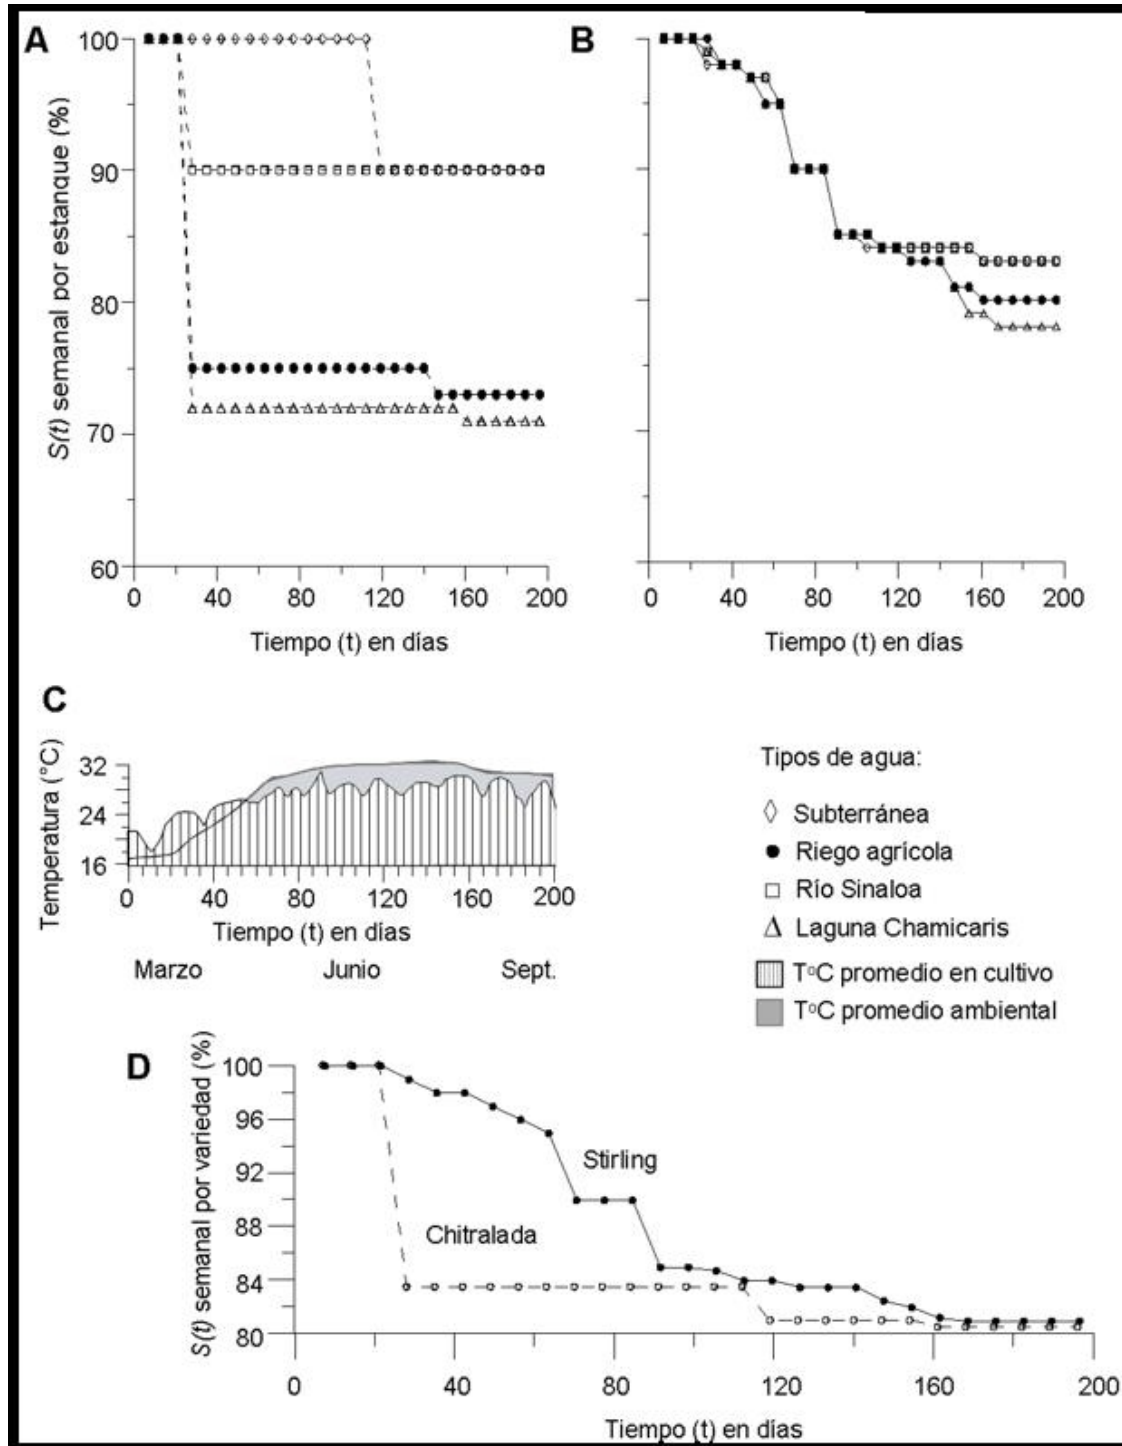 A
B
S(t) semanal por estanque (%)
100
90
80
70
60
0 40 80 120 160 200
Tiempo (t) en días
0 40 80 120 160 200
Tiempo (t) en días
C
Temperatura (°C)
32
24
16
0 40 80 120 160 200
Tiempo (t) en días
Marzo Junio Sept.
Tipos de agua:
Subterránea
Riego agrícola
Río Sinaloa
Laguna Chamicaris
T°C promedio en cultivo
T°C promedio ambiental
D
S(t) semanal por variedad (%)
100
96
92
88
84
80
Stirling
Chitralada
0 40 80 120 160 200
Tiempo (t) en días